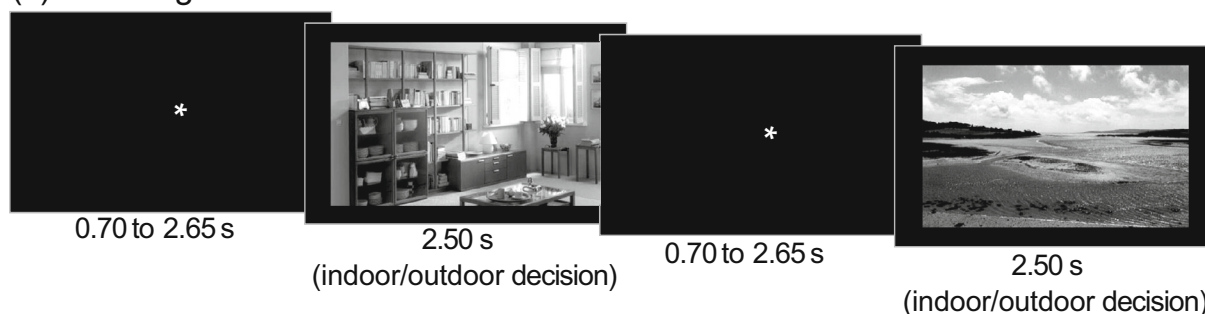 *
*
0.70 to 2.65 s
2.50 s
(indoor/outdoor decision)
0.70 to 2.65 s
2.50 s
(indoor/outdoor decision)